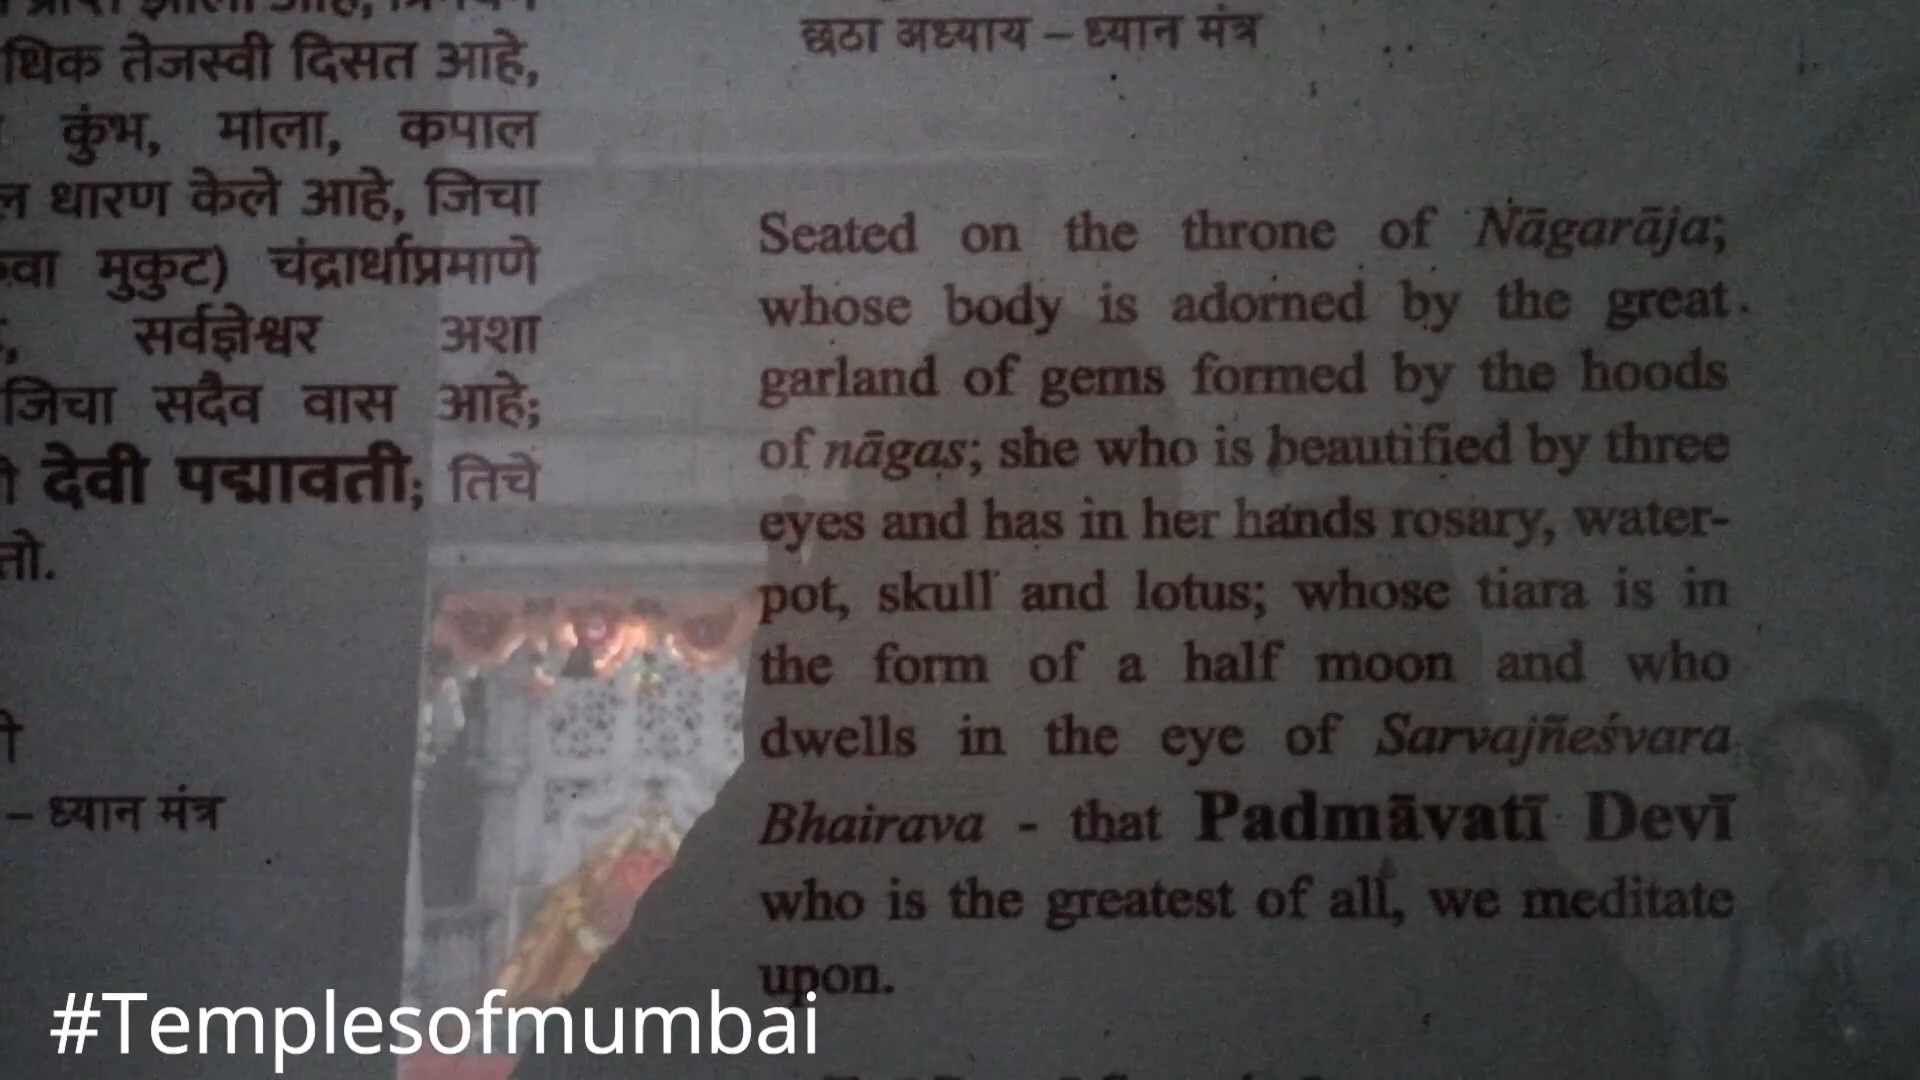 धिक तेजस्वी दिसत आहे,
कुंभ, माला, कपाल
धारण केले आहे, जिचा
मुकुट) चंद्रार्धाप्रमाणे
सर्वज्ञेश्वर अशा
जिचा सदैव वास आहे;
देवी पद्मावती; तिचे
तो.
– ध्यान मंत्र
छठा अध्याय – ध्यान मंत्र
Seated on the throne of Nāgarāja;
whose body is adorned by the great
garland of gems formed by the hoods
of nāgas; she who is beautified by three
eyes and has in her hands rosary, water-
pot, skull and lotus; whose tiara is in
the form of a half moon and who
dwells in the eye of Sarvajñeśvara
Bhairava - that Padmāvatī Devī
who is the greatest of all, we meditate
upon.
#Templesofmumbai